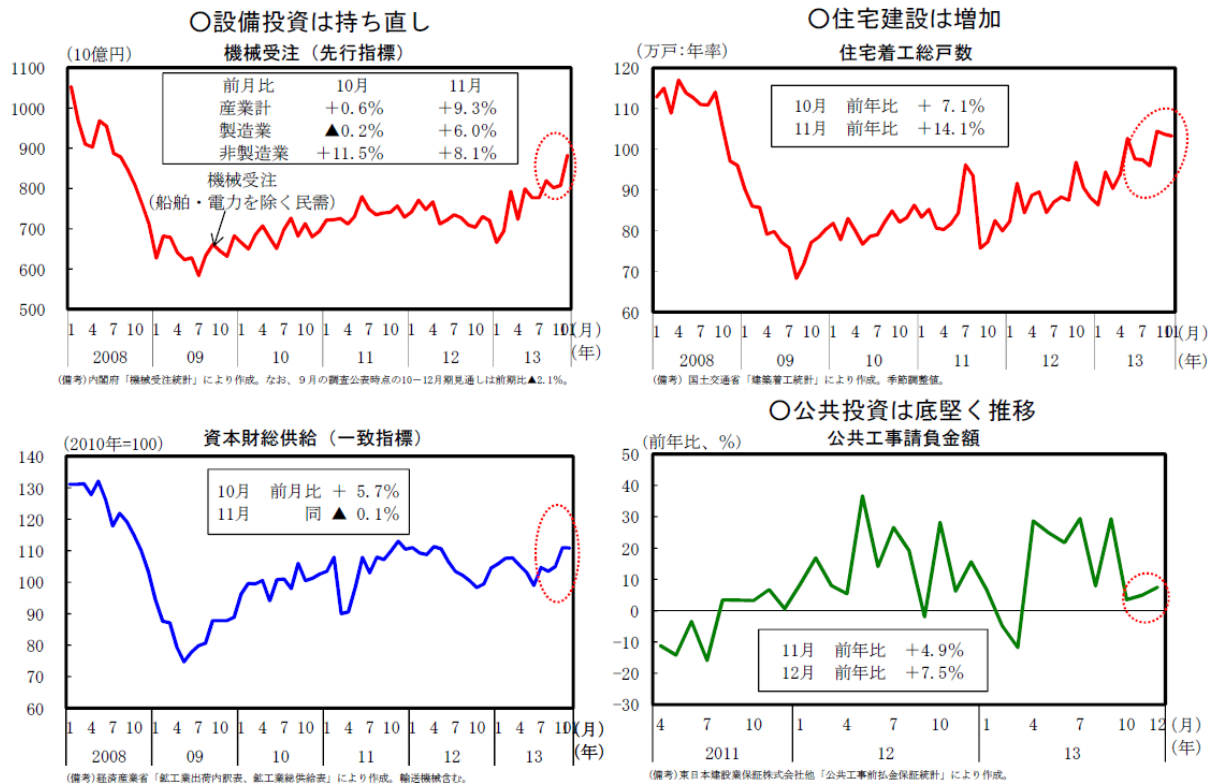 〇設備投資は持ち直し
機械受注（先行指標）
(10億円)
1100
1000
900
800
700
600
500
前月比 10月 11月
産業計 +0.6% +9.3%
製造業 ▲0.2% +6.0%
非製造業 +11.5% +8.1%
機械受注
(船舶・電力を除く民需)
1 4 7 10 1 4 7 10 1 4 7 10 1 4 7 10 1 4 7 10 1 4 7 1011(月)
2008 09 10 11 12 13 (年)
(備考)内閣府「機械受注統計」により作成。なお、９月の調査公表時点の10－12月期見通しは前期比▲2.1%。
〇住宅建設は増加
住宅着工総戸数
(万戸:年率)
120
110
100
90
80
70
60
10月 前年比 + 7.1%
11月 前年比 +14.1%
1 4 7 10 1 4 7 10 1 4 7 10 1 4 7 10 1 4 7 10 1 4 7 1011(月)
2008 09 10 11 12 13 (年)
(備考) 国土交通省「建築着工統計」により作成。季節調整値。
資本財総供給（一致指標）
(2010年=100)
140
130
120
110
100
90
80
70
60
10月 前月比 + 5.7%
11月 同 ▲ 0.1%
1 4 7 10 1 4 7 10 1 4 7 10 1 4 7 10 1 4 7 10 1 4 7 1011 (月)
2008 09 10 11 12 13 (年)
(備考)経済産業省「鉱工業出荷内訳表、鉱工業総供給表」により作成。輸送機械含む。
〇公共投資は底堅く推移
公共工事請負金額
(前年比、%)
50
40
30
20
10
0
-10
-20
-30
11月 前年比 +4.9%
12月 前年比 +7.5%
4 7 10 1 4 7 10 1 4 7 10 12 (月)
2011 12 13 (年)
(備考)東日本建設業保証株式会社他「公共工事前払金保証統計」により作成。